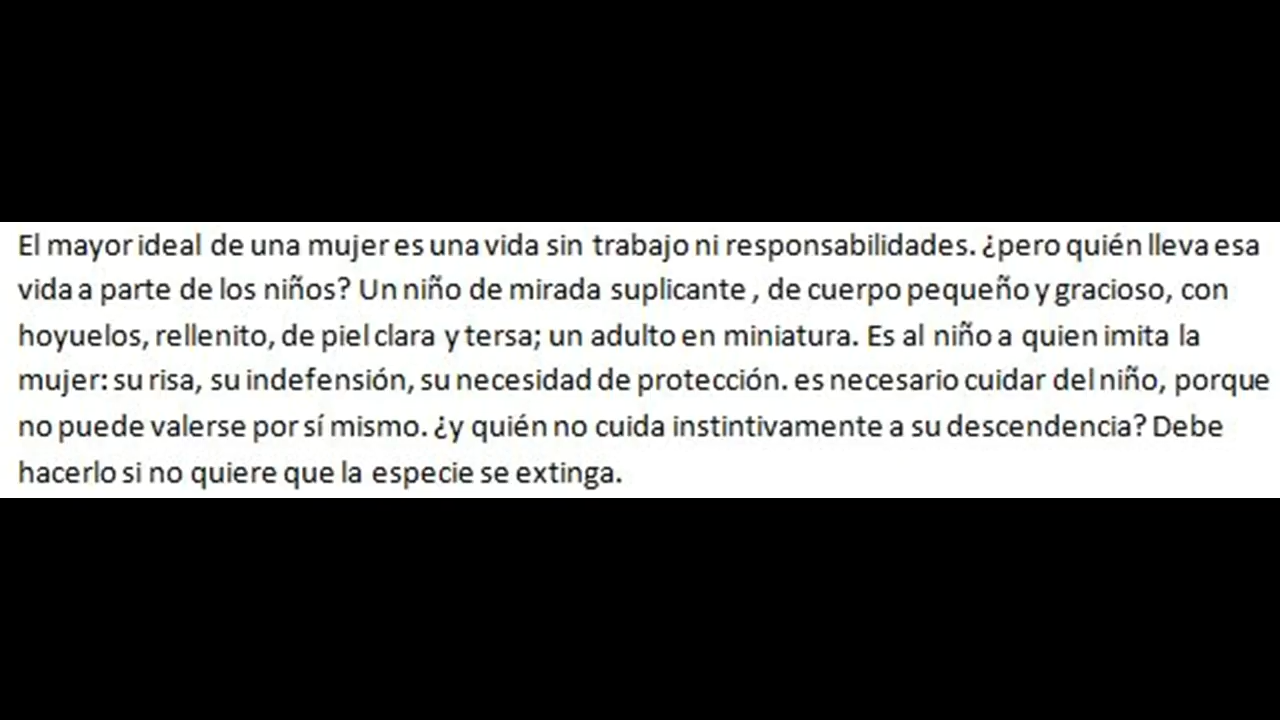 El mayor ideal de una mujer es una vida sin trabajo ni responsabilidades. ¿pero quién lleva esa
vida a parte de los niños? Un niño de mirada suplicante , de cuerpo pequeño y gracioso, con
hoyuelos, rellenito, de piel clara y tersa; un adulto en miniatura. Es al niño a quien imita la
mujer: su risa, su indefensión, su necesidad de protección. es necesario cuidar del niño, porque
no puede valerse por sí mismo. ¿y quién no cuida instintivamente a su descendencia? Debe
hacerlo si no quiere que la especie se extinga.